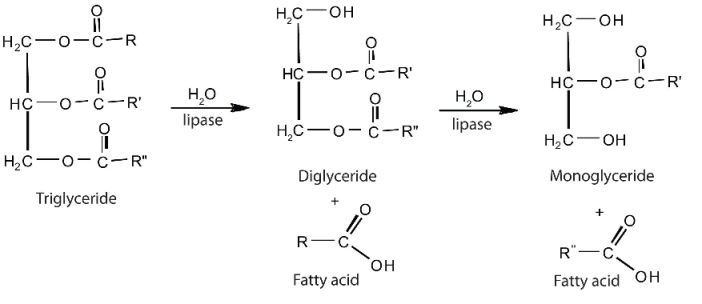 H₂C—O—C—R
O
HC—O—C—R'
O
H₂C—O—C—R"
O
Triglyceride
H₂O
lipase
H₂C—OH
HC—O—C—R'
O
H₂C—O—C—R"
O
Diglyceride
+
R—C
O
OH
Fatty acid
H₂O
lipase
H₂C—OH
HC—O—C—R'
O
H₂C—OH
Monoglyceride
+
R"—C
O
OH
Fatty acid